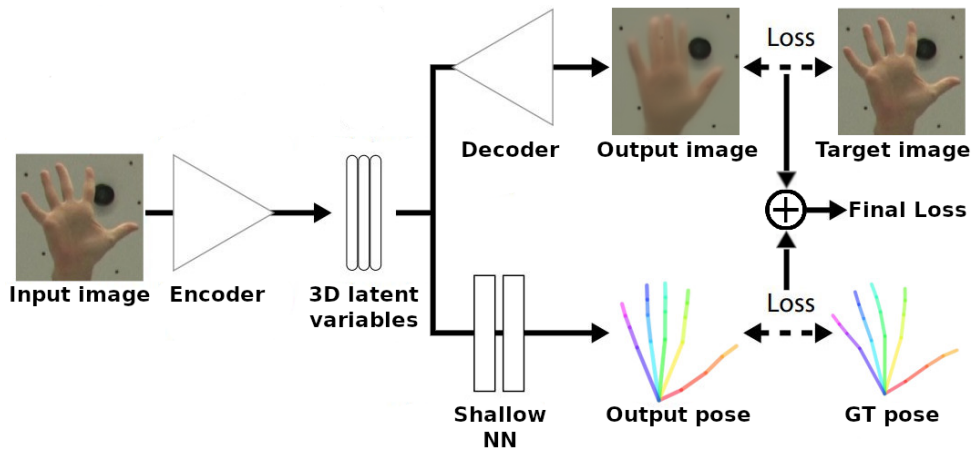 Loss
Decoder
Output image
Target image
Final Loss
Input image
Encoder
3D latent
variables
Loss
Shallow
NN
Output pose
GT pose